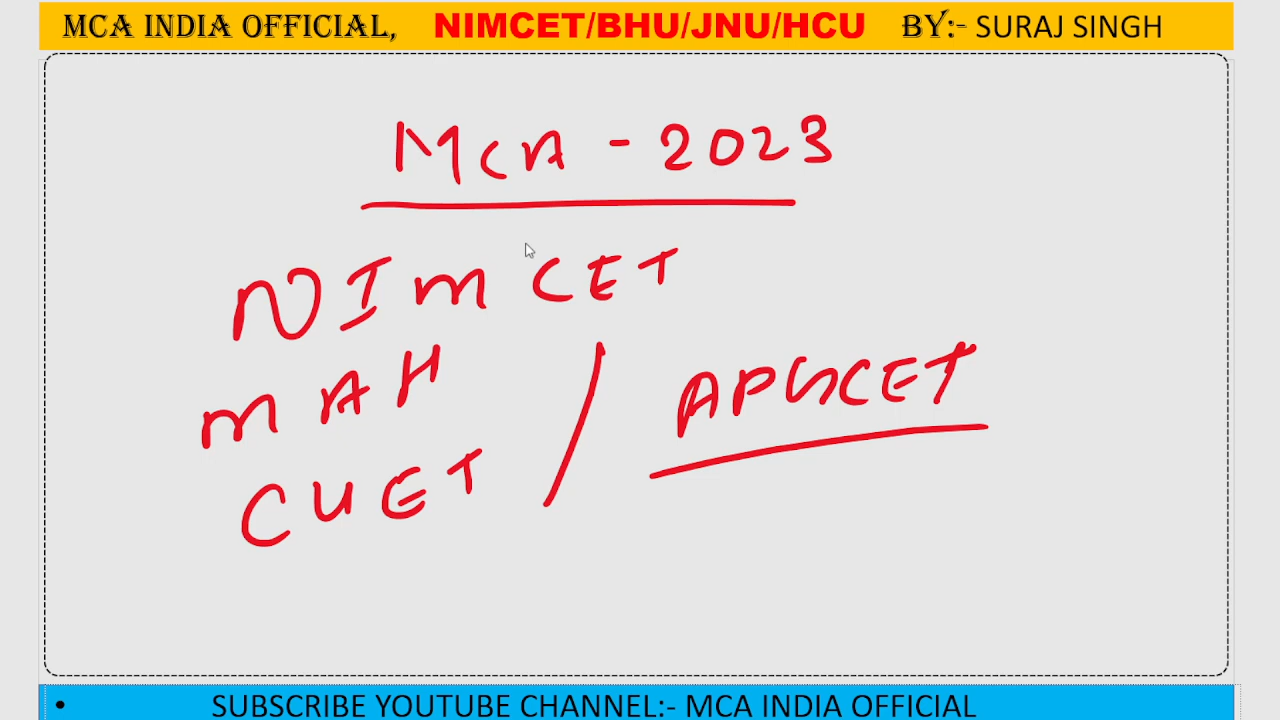 MCA INDIA OFFICIAL, NIMCET/BHU/JNU/HCU BY:- SURAJ SINGH
MCA - 2023
NIMCET
MAH
CUET / APGCET
• SUBSCRIBE YOUTUBE CHANNEL:- MCA INDIA OFFICIAL